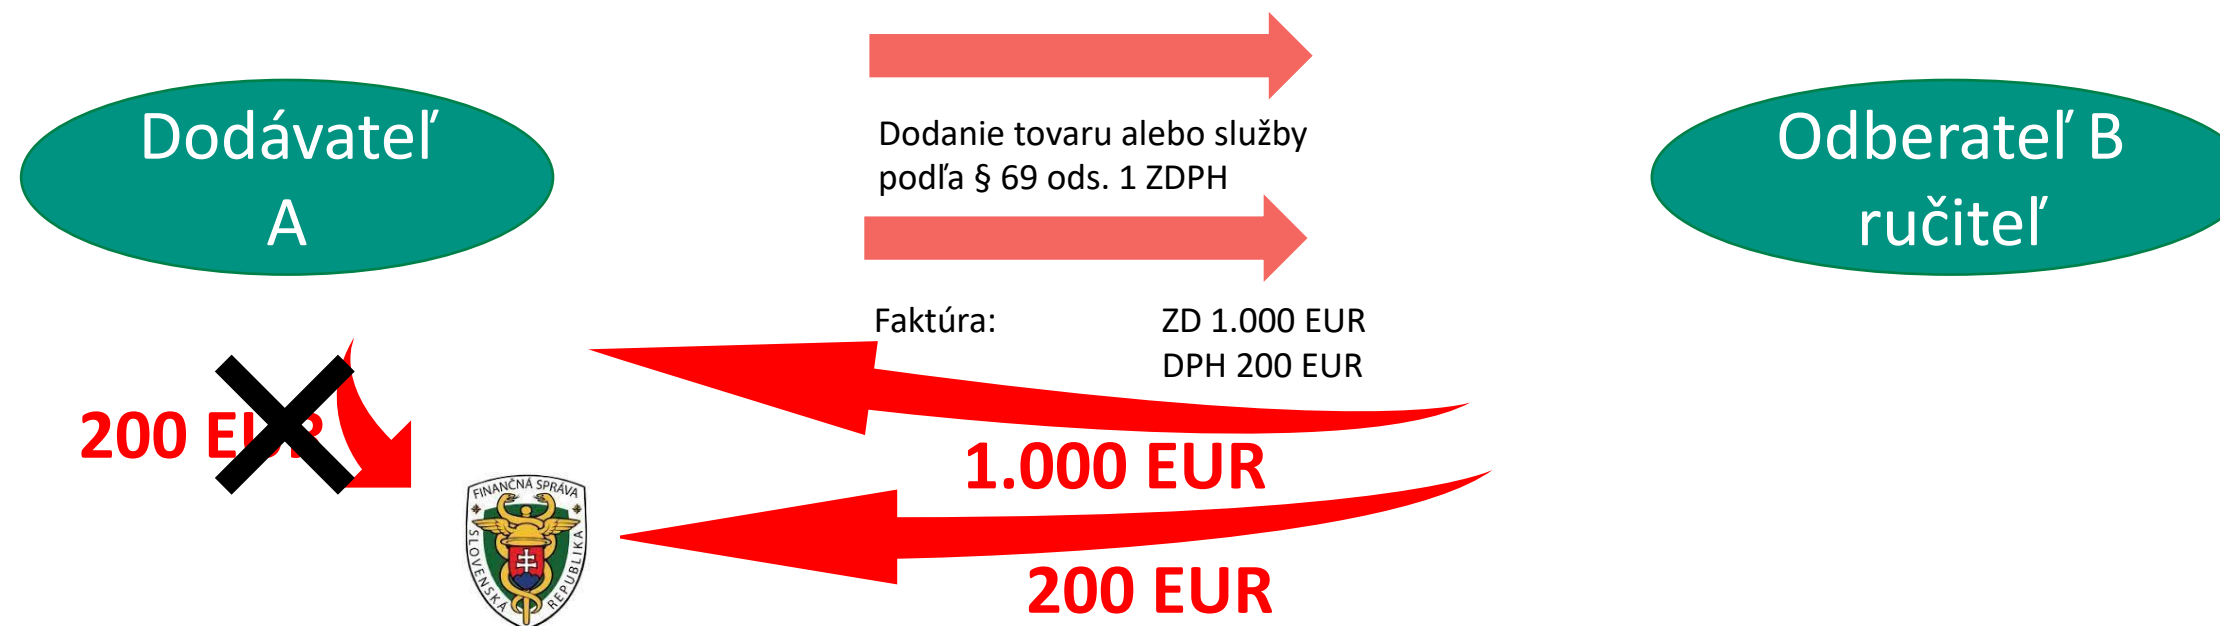 Dodávateľ
A
Dodanie tovaru alebo služby
podľa § 69 ods. 1 ZDPH
Odberateľ B
ručiteľ
Faktúra: ZD 1.000 EUR
DPH 200 EUR
200 EUR
1.000 EUR
200 EUR
FINANČNÁ SPRÁVA
SLOVENSKÁ REPUBLIKA